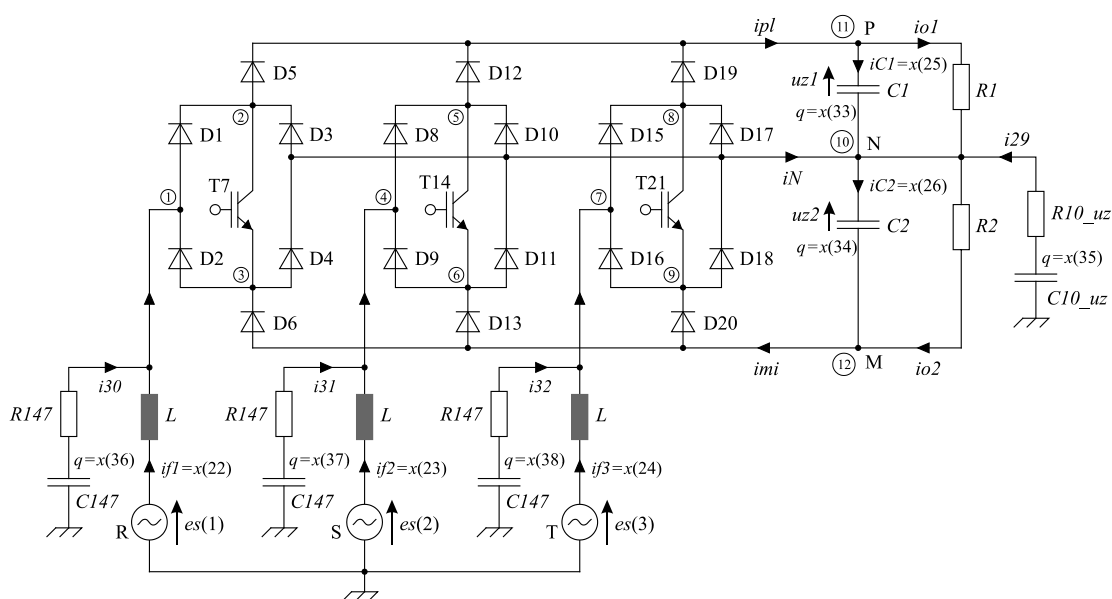 ipl
⑪ P
io1
D5
D12
D19
iC1=x(25)
uz1
C1
R1
q=x(33)
②
⑤
⑧
D1
D3
D8
D10
D15
D17
⑩ N
i29
iN
T7
T14
T21
①
④
⑦
iC2=x(26)
uz2
C2
R2
R10_uz
q=x(34)
D2
D4
D9
D11
D16
D18
q=x(35)
③
⑥
⑨
C10_uz
D6
D13
D20
imi
⑫ M
io2
i30
i31
i32
R147
L
R147
L
R147
L
q=x(36)
if1=x(22)
q=x(37)
if2=x(23)
q=x(38)
if3=x(24)
C147
C147
C147
R
es(1)
S
es(2)
T
es(3)